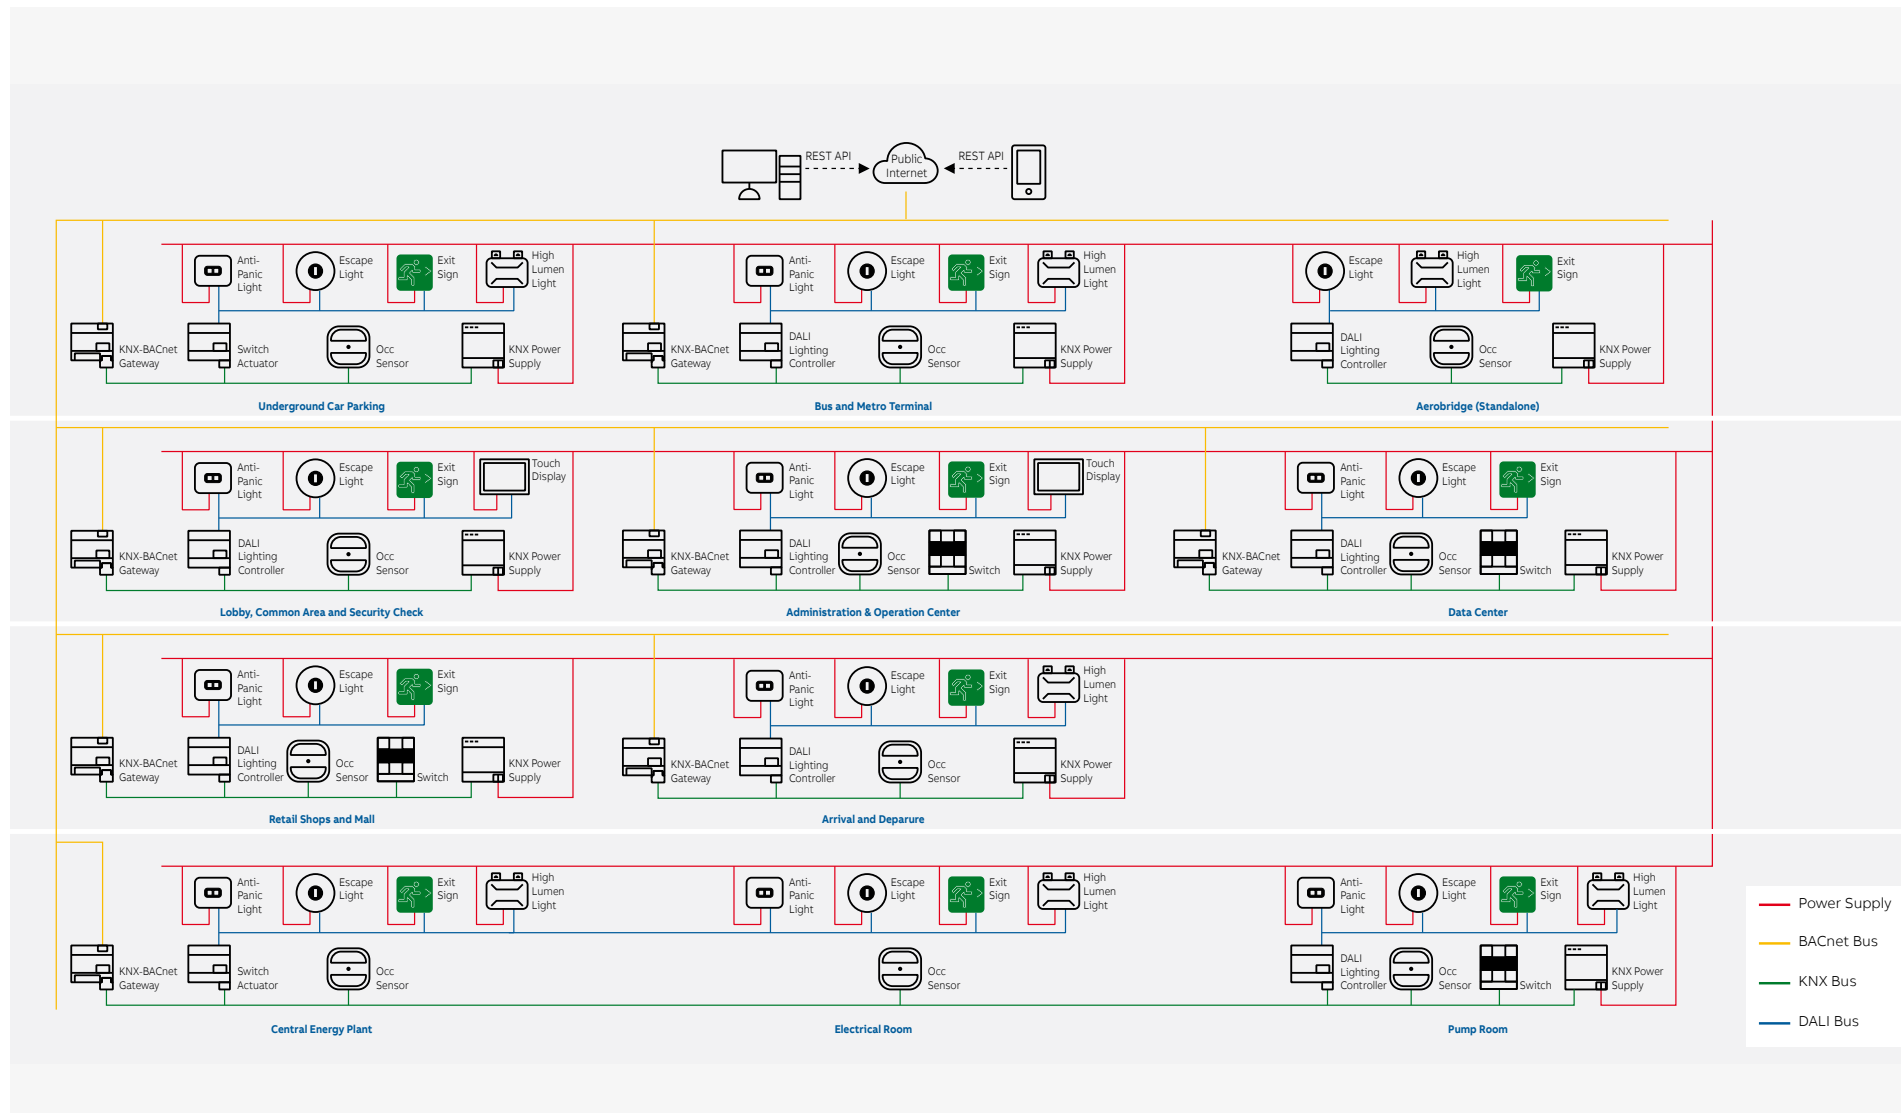 REST API
Public
Internet
REST API
Anti-
Panic
Light
Escape
Light
Exit
Sign
High
Lumen
Light
KNX-BACnet
Gateway
Switch
Actuator
Occ
Sensor
KNX Power
Supply
Underground Car Parking
Anti-
Panic
Light
Escape
Light
Exit
Sign
High
Lumen
Light
KNX-BACnet
Gateway
DALI
Lighting
Controller
Occ
Sensor
KNX Power
Supply
Bus and Metro Terminal
Escape
Light
High
Lumen
Light
Exit
Sign
DALI
Lighting
Controller
Occ
Sensor
KNX Power
Supply
Aerobridge (Standalone)
Anti-
Panic
Light
Escape
Light
Exit
Sign
Touch
Display
KNX-BACnet
Gateway
DALI
Lighting
Controller
Occ
Sensor
KNX Power
Supply
Lobby, Common Area and Security Check
Anti-
Panic
Light
Escape
Light
Exit
Sign
Touch
Display
KNX-BACnet
Gateway
DALI
Lighting
Controller
Occ
Sensor
Switch
KNX Power
Supply
Administration & Operation Center
Anti-
Panic
Light
Escape
Light
Exit
Sign
KNX-BACnet
Gateway
DALI
Lighting
Controller
Occ
Sensor
Switch
KNX Power
Supply
Data Center
Anti-
Panic
Light
Escape
Light
Exit
Sign
KNX-BACnet
Gateway
DALI
Lighting
Controller
Occ
Sensor
Switch
KNX Power
Supply
Retail Shops and Mall
Anti-
Panic
Light
Escape
Light
Exit
Sign
High
Lumen
Light
KNX-BACnet
Gateway
DALI
Lighting
Controller
Occ
Sensor
KNX Power
Supply
Arrival and Deparure
Anti-
Panic
Light
Escape
Light
Exit
Sign
High
Lumen
Light
KNX-BACnet
Gateway
Switch
Actuator
Occ
Sensor
Central Energy Plant
Anti-
Panic
Light
Escape
Light
Exit
Sign
High
Lumen
Light
Occ
Sensor
Electrical Room
Anti-
Panic
Light
Escape
Light
Exit
Sign
High
Lumen
Light
DALI
Lighting
Controller
Occ
Sensor
Switch
KNX Power
Supply
Pump Room
Power Supply
BACnet Bus
KNX Bus
DALI Bus